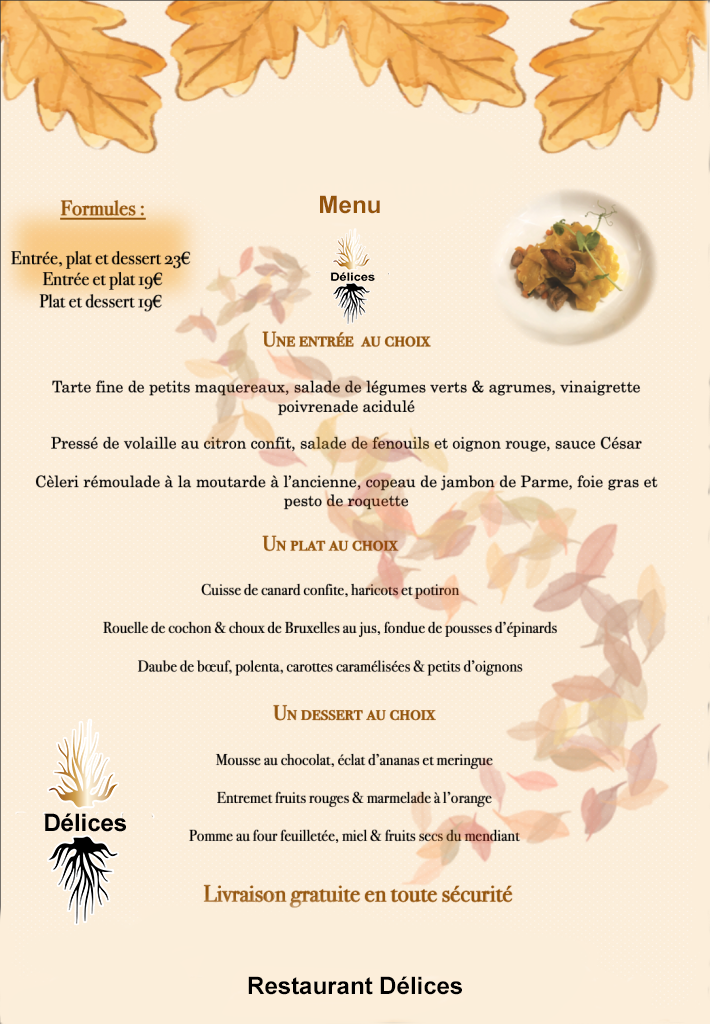 Formules :
Menu
Entrée, plat et dessert 23€
Entrée et plat 19€
Plat et dessert 19€
Délices
Une entrée au choix
Tarte fine de petits maquereaux, salade de légumes verts & agrumes, vinaigrette
poivrenade acidulé
Pressé de volaille au citron confit, salade de fenouils et oignon rouge, sauce César
Cèleri rémoulade à la moutarde à l'ancienne, copeau de jambon de Parme, foie gras et
pesto de roquette
Un plat au choix
Cuisse de canard confite, haricots et potiron
Rouelle de cochon & choux de Bruxelles au jus, fondue de pousses d'épinards
Daube de bœuf, polenta, carottes caramélisées & petits d'oignons
Un dessert au choix
Mousse au chocolat, éclat d'ananas et meringue
Entremet fruits rouges & marmelade à l'orange
Délices
Pomme au four feuilletée, miel & fruits secs du mendiant
Livraison gratuite en toute sécurité
Restaurant Délices